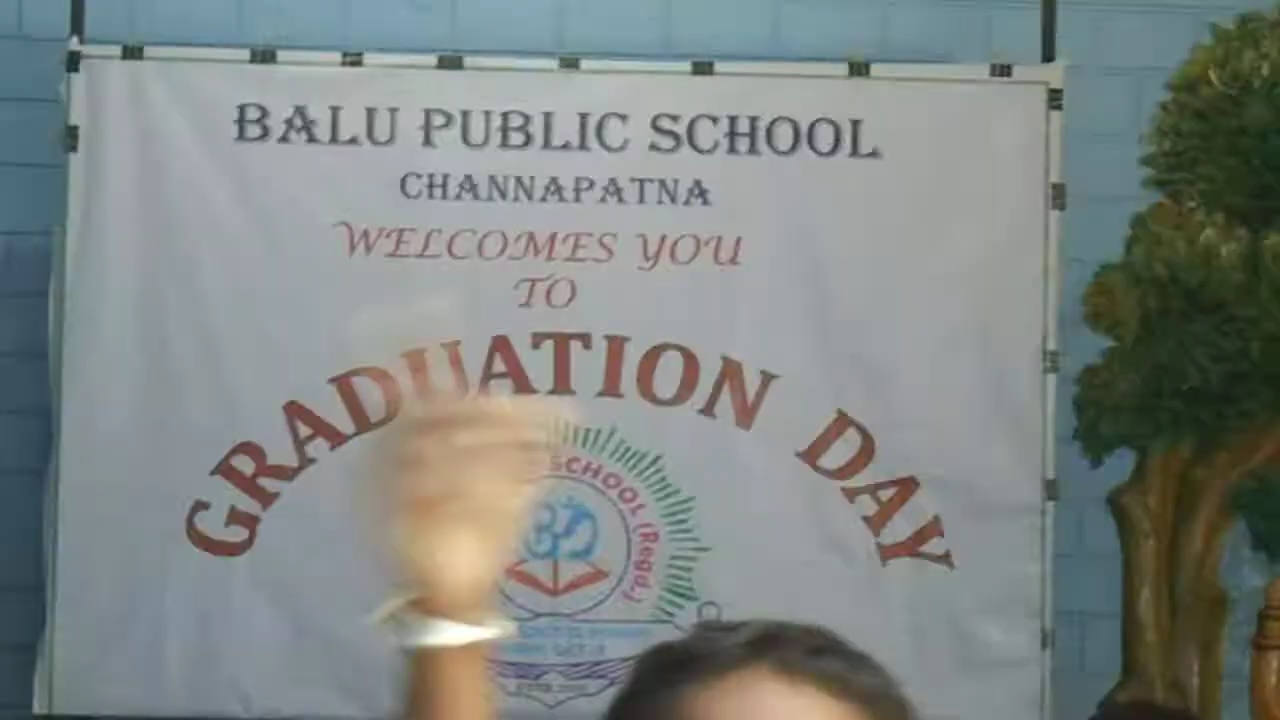 BALU PUBLIC SCHOOL
CHANNAPATNA
WELCOMES YOU
TO
GRADUATION DAY
SCHOOL (Regd.)